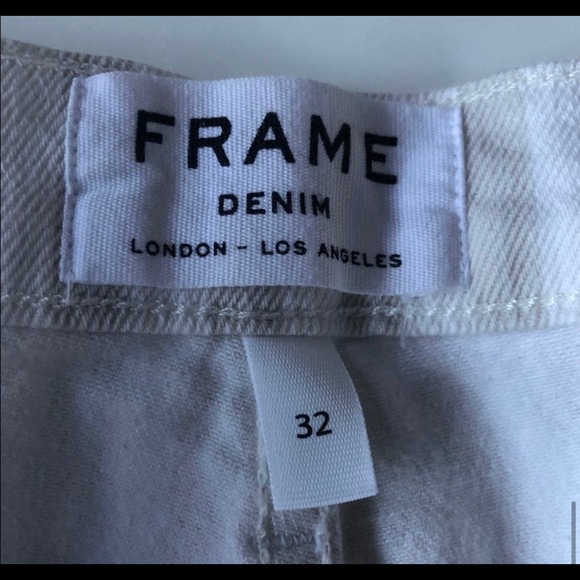 FRAME
DENIM
LONDON - LOS ANGELES
32